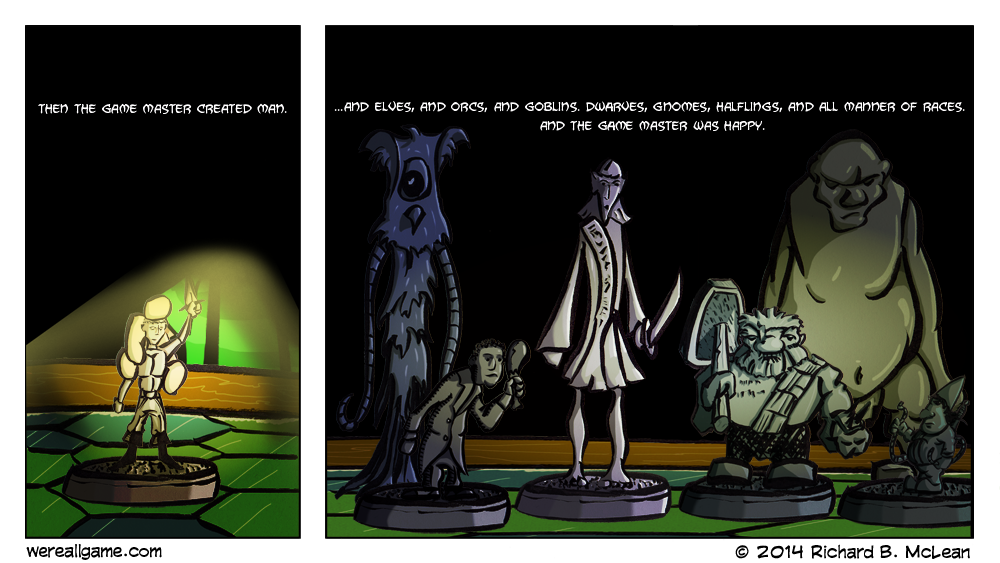 THEN THE GAME MASTER CREATED MAN.
...AND ELVES, AND ORCS, AND GOBLINS. DWARVES, GNOMES, HALFLINGS, AND ALL MANNER OF RACES.
AND THE GAME MASTER WAS HAPPY.
wereallgame.com
© 2014 Richard B. McLean